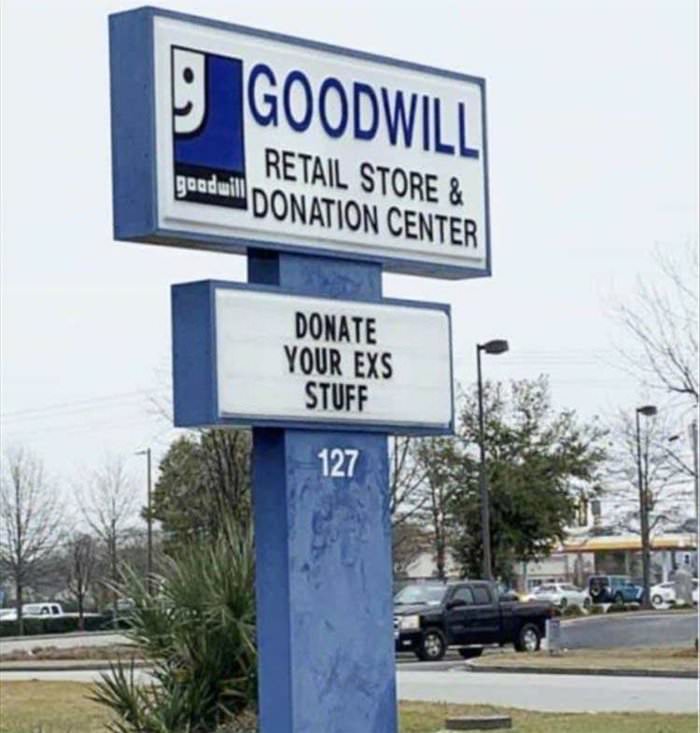 GOODWILL
RETAIL STORE &
DONATION CENTER
goodwill
DONATE
YOUR EXS
STUFF
127